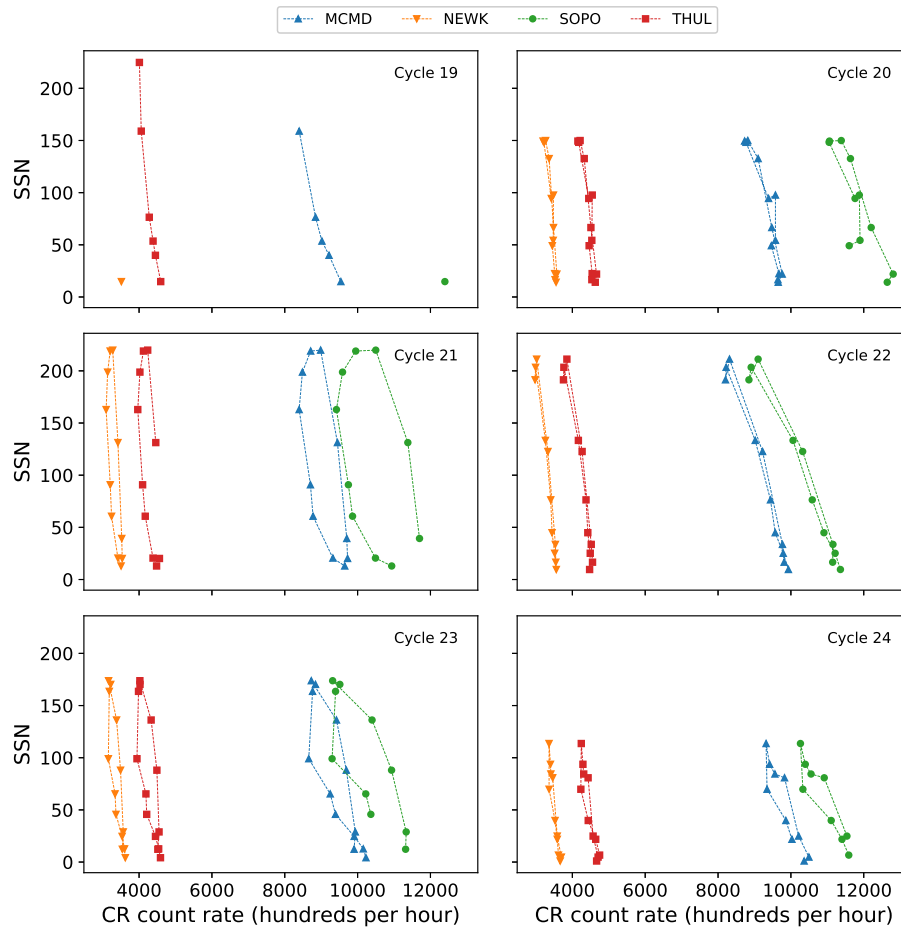 MCMD NEWK SOPO THUL
Cycle 19
Cycle 20
SSN
200
150
100
50
0
Cycle 21
Cycle 22
SSN
200
150
100
50
0
Cycle 23
Cycle 24
SSN
200
150
100
50
0
4000 6000 8000 10000 12000
4000 6000 8000 10000 12000
CR count rate (hundreds per hour)
CR count rate (hundreds per hour)